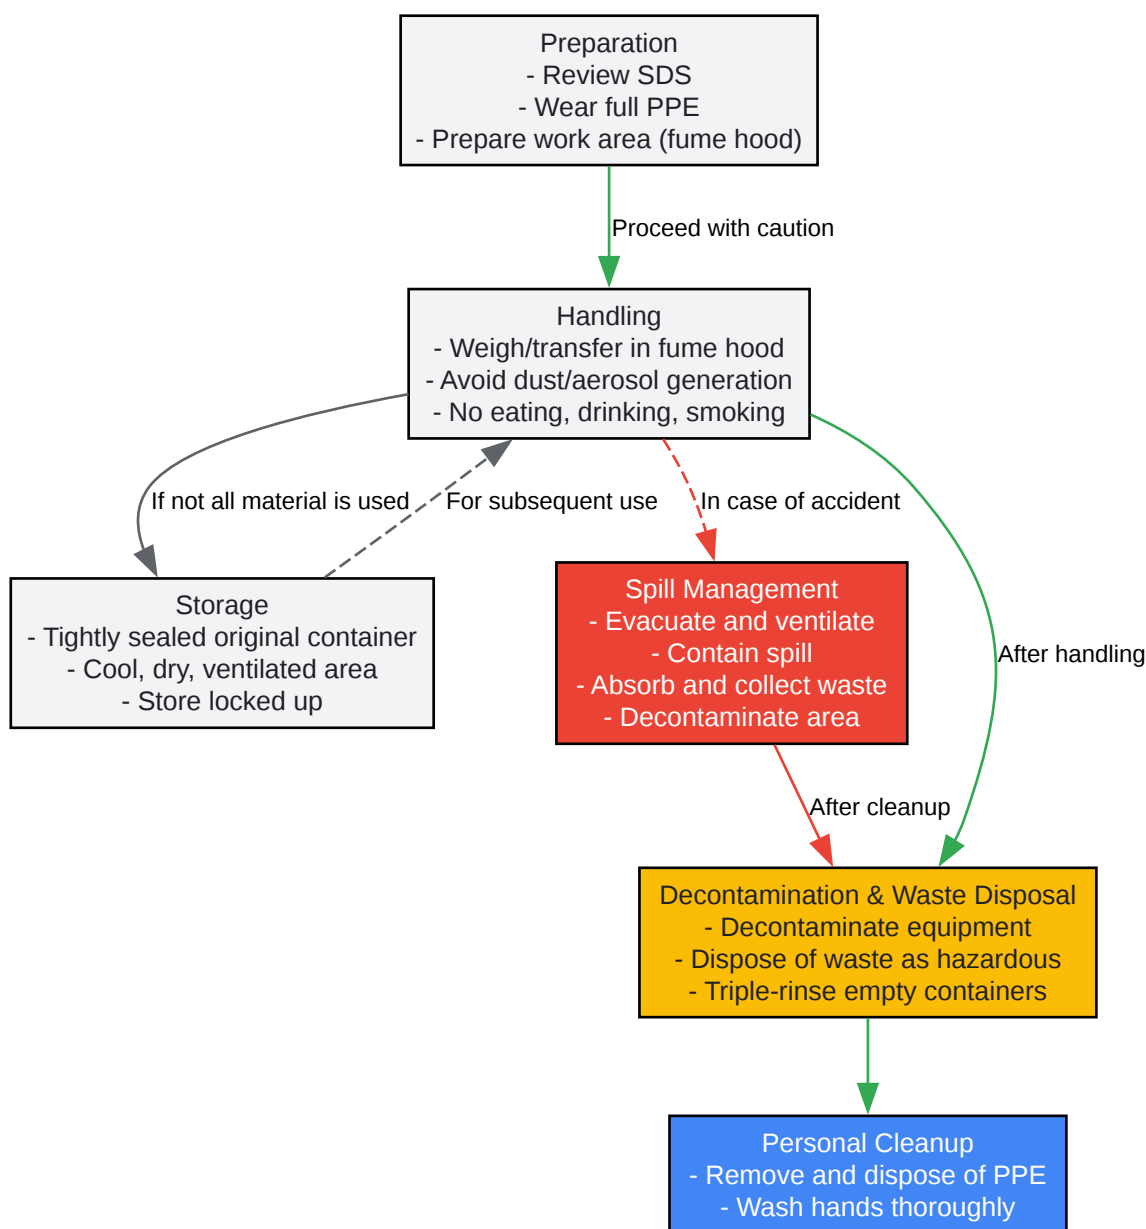 Preparation
- Review SDS
- Wear full PPE
- Prepare work area (fume hood)
Proceed with caution
Handling
- Weigh/transfer in fume hood
- Avoid dust/aerosol generation
- No eating, drinking, smoking
If not all material is used
For subsequent use
In case of accident
Storage
- Tightly sealed original container
- Cool, dry, ventilated area
- Store locked up
Spill Management
- Evacuate and ventilate
- Contain spill
- Absorb and collect waste
- Decontaminate area
After handling
After cleanup
Decontamination & Waste Disposal
- Decontaminate equipment
- Dispose of waste as hazardous
- Triple-rinse empty containers
Personal Cleanup
- Remove and dispose of PPE
- Wash hands thoroughly